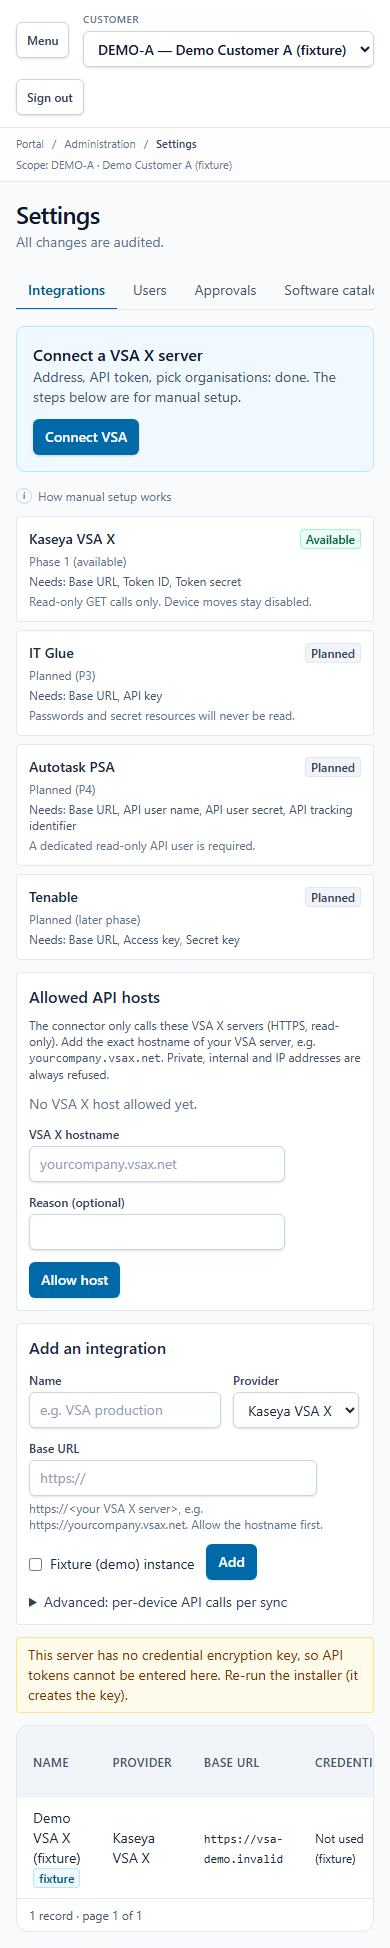 Menu
CUSTOMER
DEMO-A — Demo Customer A (fixture)
Sign out
Portal / Administration / Settings
Scope: DEMO-A · Demo Customer A (fixture)
Settings
All changes are audited.
Integrations Users Approvals Software catalo
Connect a VSA X server
Address, API token, pick organisations: done. The
steps below are for manual setup.
Connect VSA
i How manual setup works
Kaseya VSA X Available
Phase 1 (available)
Needs: Base URL, Token ID, Token secret
Read-only GET calls only. Device moves stay disabled.
IT Glue Planned
Planned (P3)
Needs: Base URL, API key
Passwords and secret resources will never be read.
Autotask PSA Planned
Planned (P4)
Needs: Base URL, API user name, API user secret, API tracking
identifier
A dedicated read-only API user is required.
Tenable Planned
Planned (later phase)
Needs: Base URL, Access key, Secret key
Allowed API hosts
The connector only calls these VSA X servers (HTTPS, read-
only). Add the exact hostname of your VSA server, e.g.
yourcompany.vsax.net. Private, internal and IP addresses are
always refused.
No VSA X host allowed yet.
VSA X hostname
yourcompany.vsax.net
Reason (optional)
Allow host
Add an integration
Name Provider
e.g. VSA production Kaseya VSA X
Base URL
https://
https://<your VSA X server>, e.g.
https://yourcompany.vsax.net. Allow the hostname first.
Fixture (demo) instance Add
Advanced: per-device API calls per sync
This server has no credential encryption key, so API
tokens cannot be entered here. Re-run the installer (it
creates the key).
NAME PROVIDER BASE URL CREDENTI
Demo
VSA X
(fixture)
fixture
Kaseya
VSA X
https://vsa-
demo.invalid
Not used
(fixture)
1 record · page 1 of 1